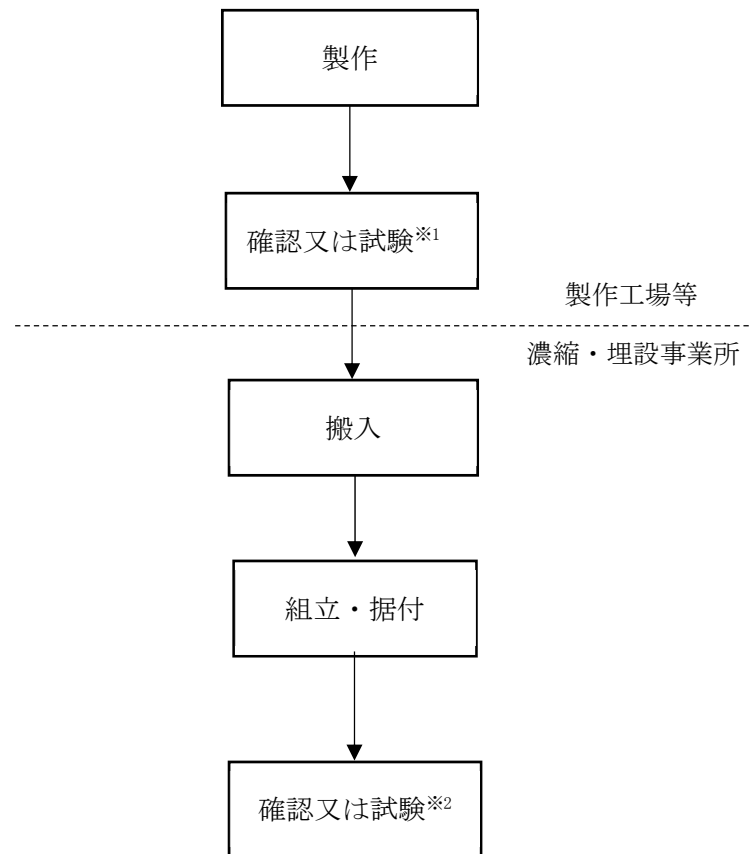 製作
確認又は試験※1
製作工場等
濃縮・埋設事業所
搬入
組立・据付
確認又は試験※2